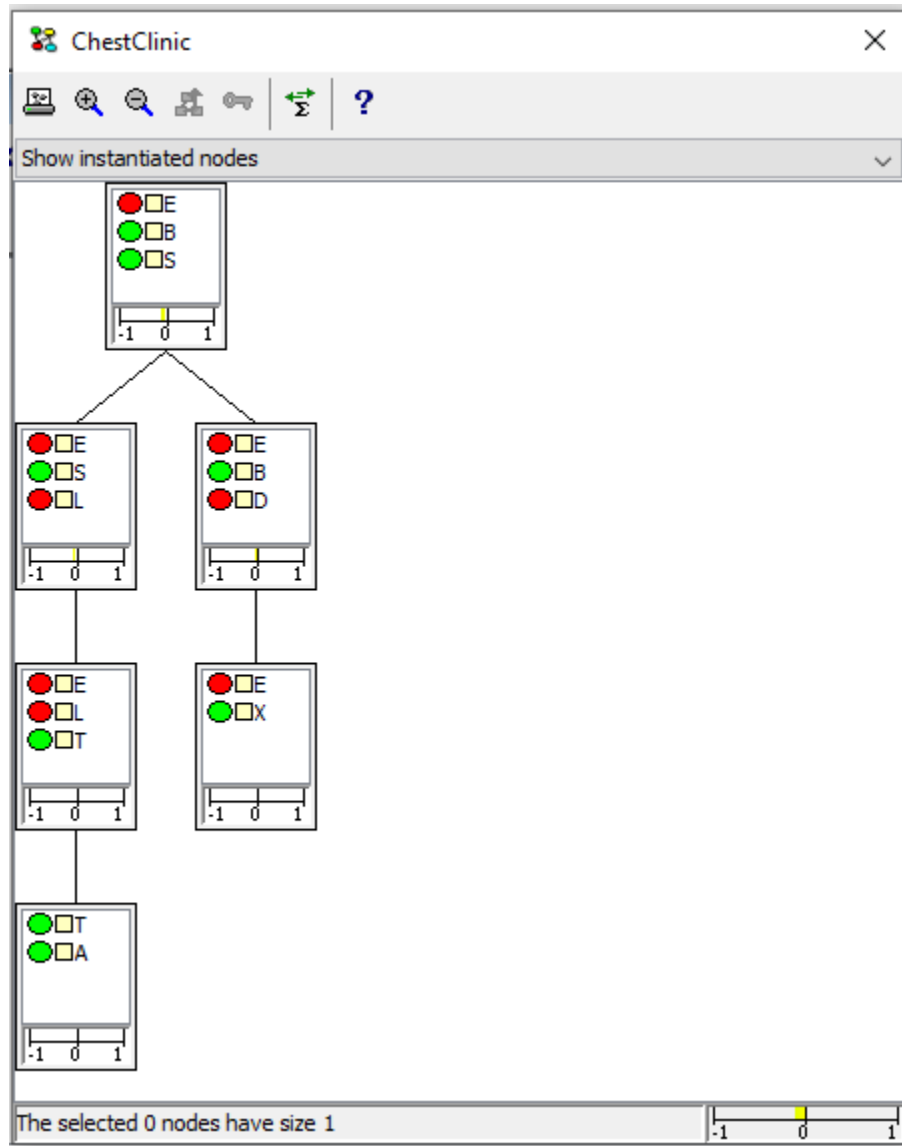 ChestClinic
Σ ?
Show instantiated nodes
E
B
S
-1 0 1
E
S
L
-1 0 1
E
B
D
-1 0 1
E
L
T
-1 0 1
E
X
-1 0 1
T
A
-1 0 1
The selected 0 nodes have size 1
-1 0 1